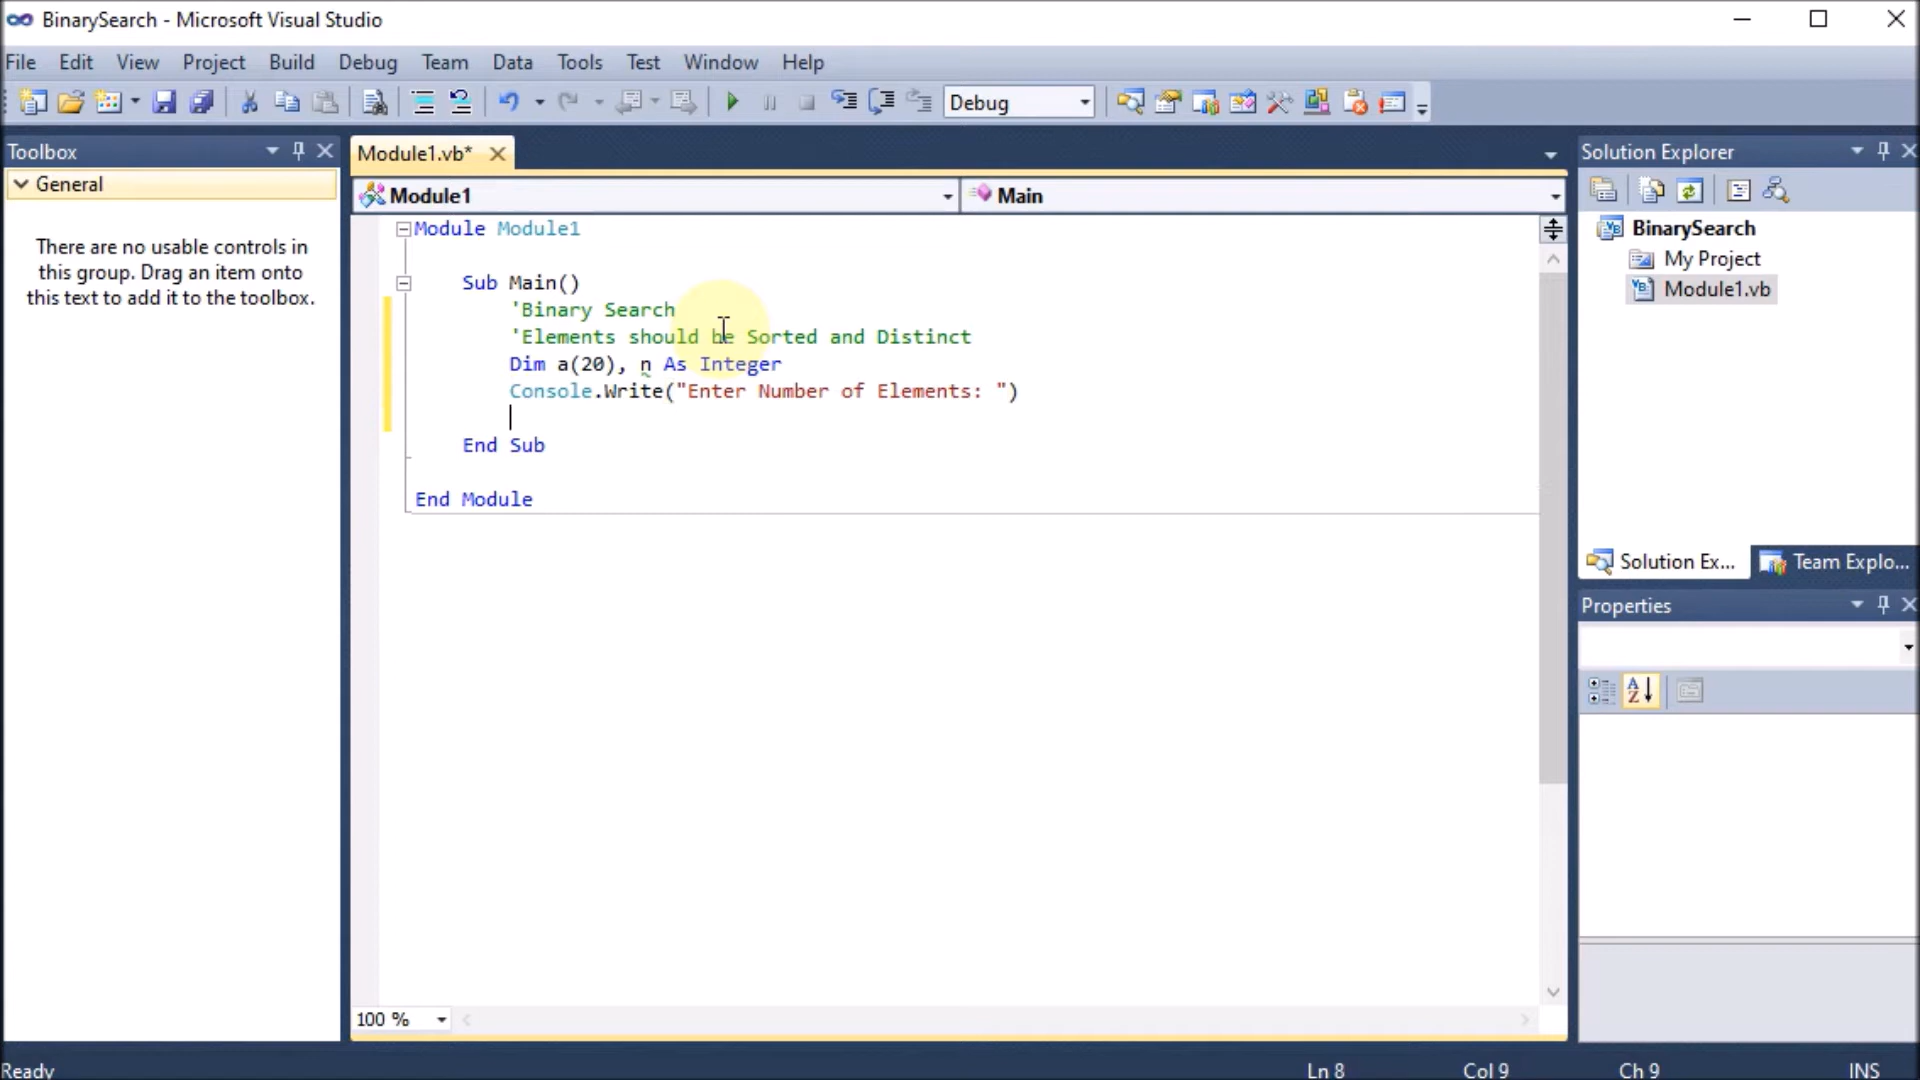 BinarySearch - Microsoft Visual Studio
File Edit View Project Build Debug Team Data Tools Test Window Help
Debug
Toolbox
General
There are no usable controls in
this group. Drag an item onto
this text to add it to the toolbox.
Module1.vb*
Module1
Main
Module Module1
Sub Main()
'Binary Search
'Elements should be Sorted and Distinct
Dim a(20), n As Integer
Console.Write("Enter Number of Elements: ")
End Sub
End Module
100 %
Solution Explorer
BinarySearch
My Project
Module1.vb
Solution Ex...
Team Explo...
Properties
Ready
Ln 8
Col 9
Ch 9
INS